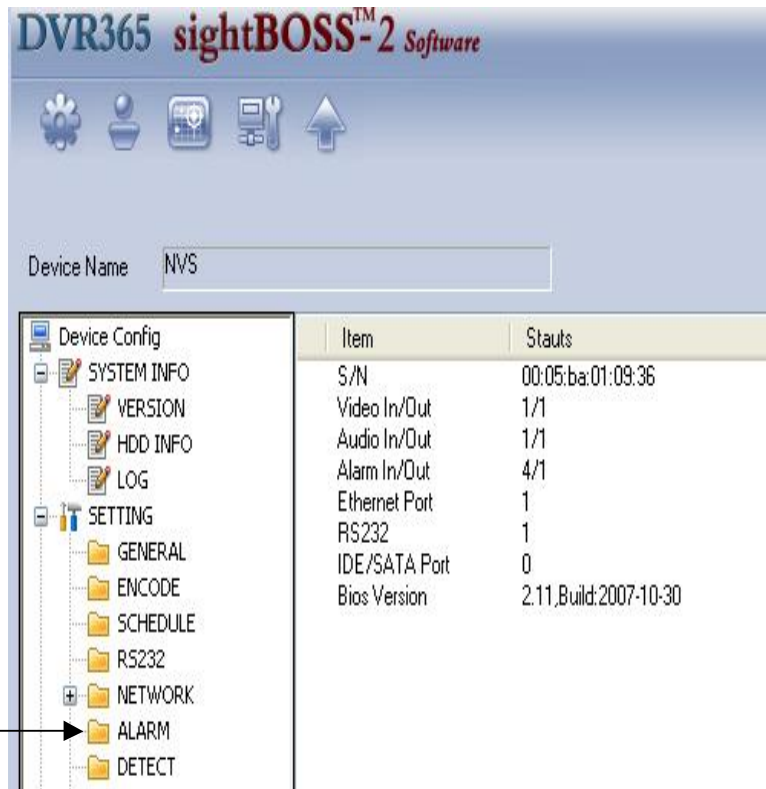 DVR365 sightBOSS™-2 Software
Device Name NVS
Device Config
SYSTEM INFO
VERSION
HDD INFO
LOG
SETTING
GENERAL
ENCODE
SCHEDULE
RS232
NETWORK
ALARM
DETECT
Item Stauts
S/N 00:05:ba:01:09:36
Video In/Out 1/1
Audio In/Out 1/1
Alarm In/Out 4/1
Ethernet Port 1
RS232 1
IDE/SATA Port 0
Bios Version 2.11,Build:2007-10-30